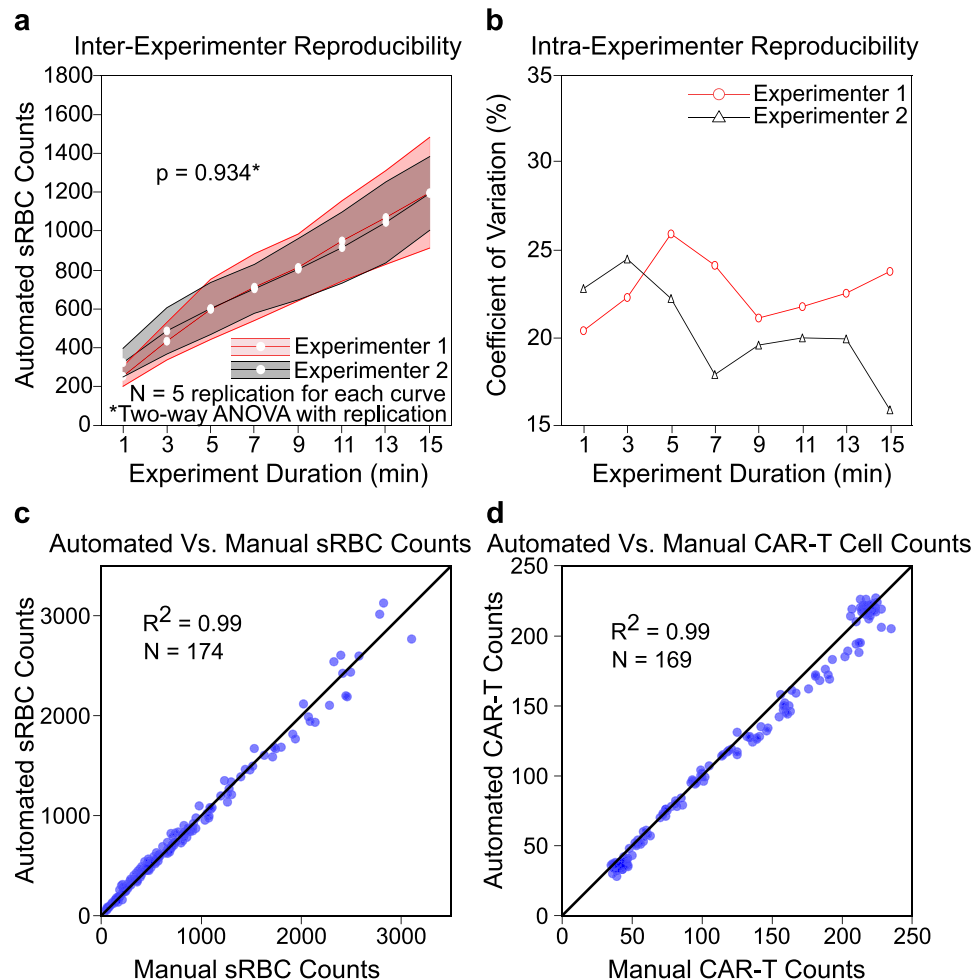 a
Inter-Experimenter Reproducibility
Automated sRBC Counts
1800
1600
1400
1200
1000
800
600
400
200
0
p = 0.934*
Experimenter 1
Experimenter 2
N = 5 replication for each curve
*Two-way ANOVA with replication
1 3 5 7 9 11 13 15
Experiment Duration (min)
b
Intra-Experimenter Reproducibility
Coefficient of Variation (%)
35
30
25
20
15
Experimenter 1
Experimenter 2
1 3 5 7 9 11 13 15
Experiment Duration (min)
c
Automated Vs. Manual sRBC Counts
Automated sRBC Counts
3000
2000
1000
0
R² = 0.99
N = 174
0 1000 2000 3000
Manual sRBC Counts
d
Automated Vs. Manual CAR-T Cell Counts
Automated CAR-T Counts
250
200
150
100
50
0
R² = 0.99
N = 169
0 50 100 150 200 250
Manual CAR-T Counts